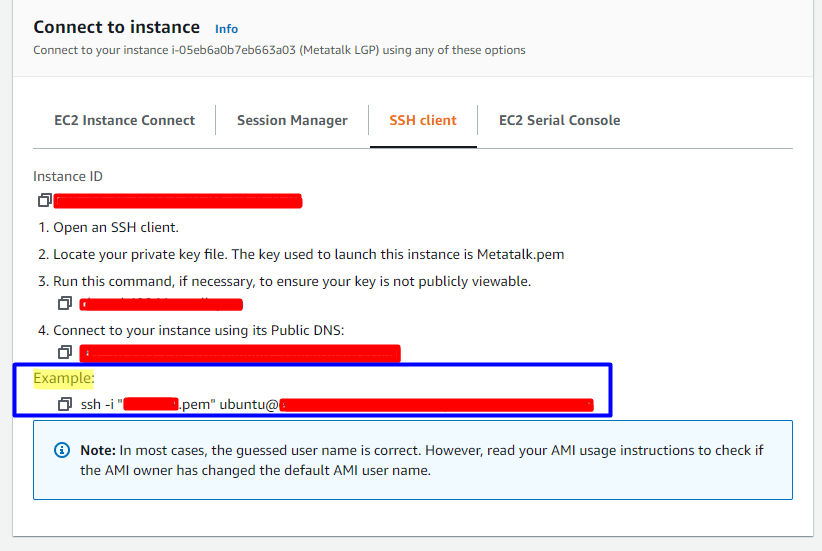 Connect to instance Info
Connect to your instance i-05eb6a0b7eb663a03 (Metatalk LGP) using any of these options
EC2 Instance Connect
Session Manager
SSH client
EC2 Serial Console
Instance ID
1. Open an SSH client.
2. Locate your private key file. The key used to launch this instance is Metatalk.pem
3. Run this command, if necessary, to ensure your key is not publicly viewable.
4. Connect to your instance using its Public DNS:
Example:
ssh -i " .pem" ubuntu@
Note: In most cases, the guessed user name is correct. However, read your AMI usage instructions to check if
the AMI owner has changed the default AMI user name.